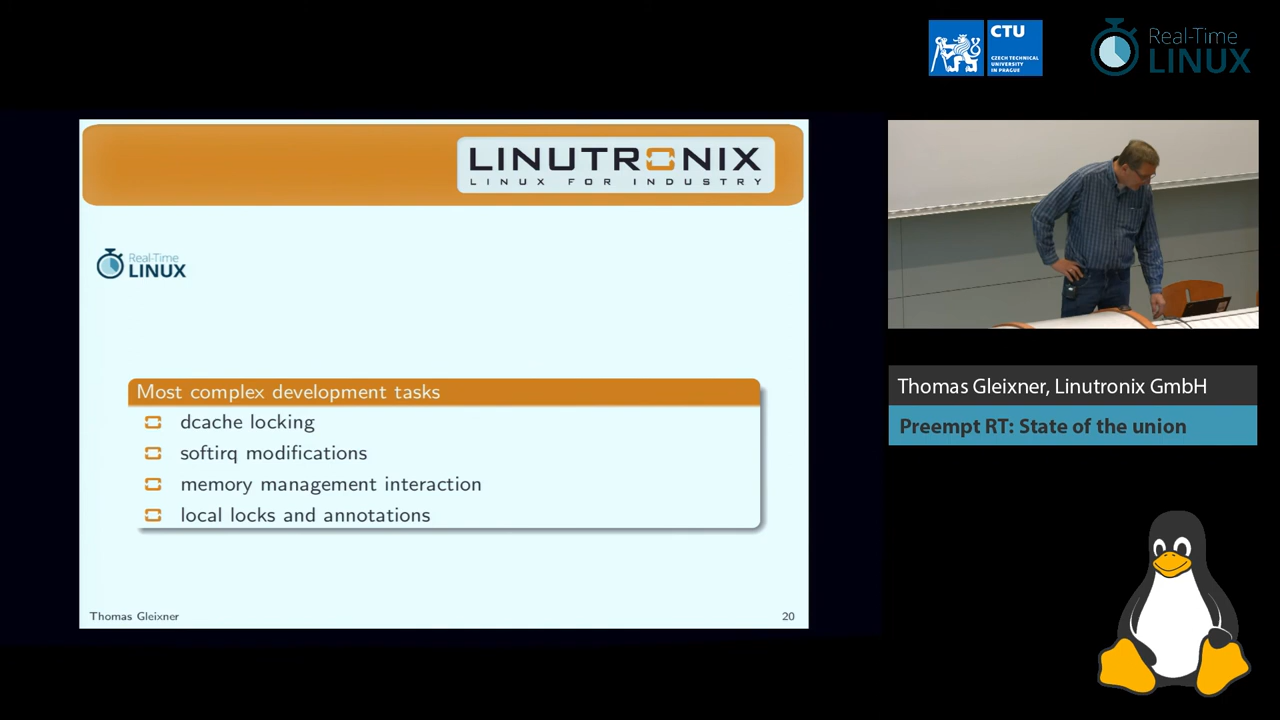 CTU
CZECH TECHNICAL
UNIVERSITY
IN PRAGUE
Real-Time
LINUX
LINUTRONIX
LINUX FOR INDUSTRY
Real-Time
LINUX
Most complex development tasks
dcache locking
softirq modifications
memory management interaction
local locks and annotations
Thomas Gleixner
20
Thomas Gleixner, Linutronix GmbH
Preempt RT: State of the union